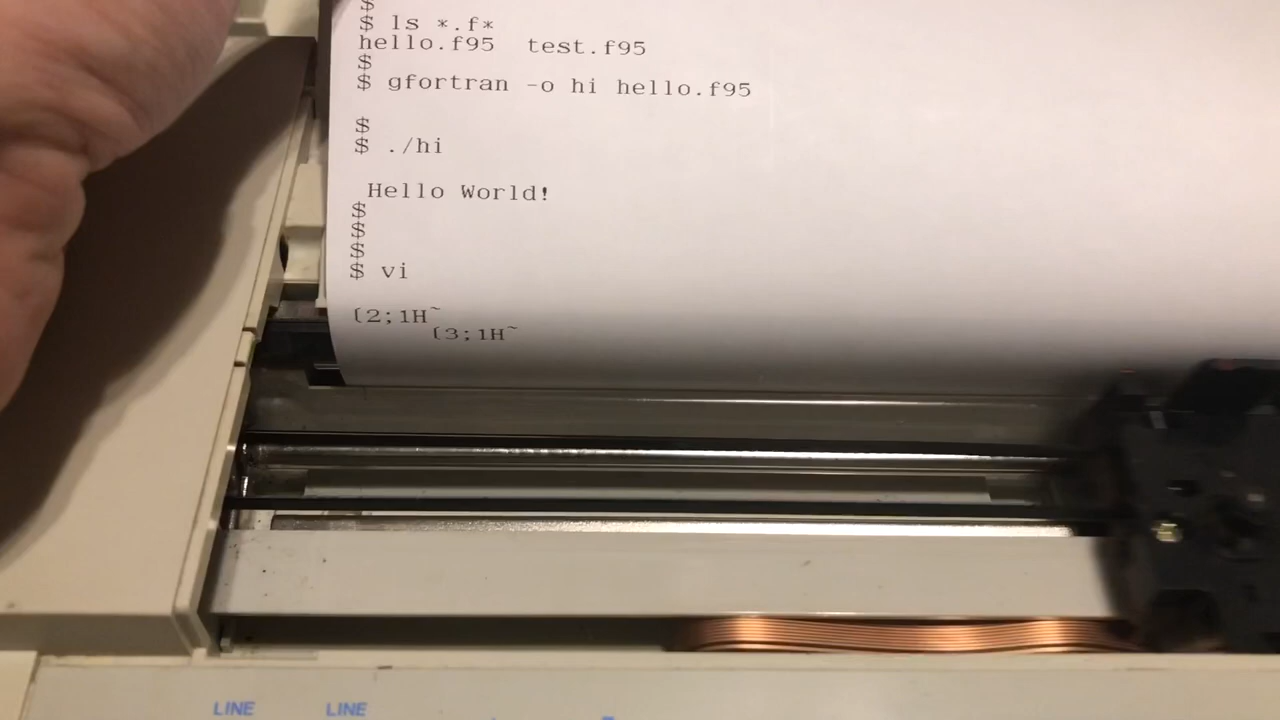 $
$ ls *.f*
hello.f95  test.f95
$
$ gfortran -o hi hello.f95
$
$ ./hi
Hello World!
$
$
$
$ vi
[2;1H~
[3;1H~
LINE LINE